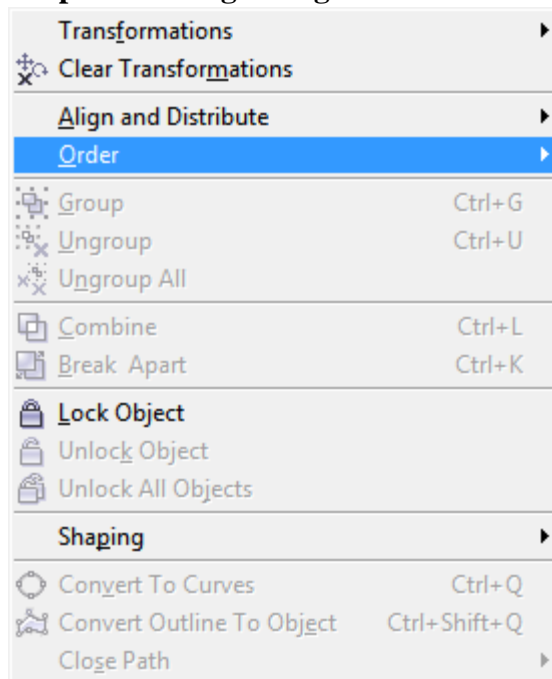 Transformations
Clear Transformations
Align and Distribute
Order
Group Ctrl+G
Ungroup Ctrl+U
Ungroup All
Combine Ctrl+L
Break Apart Ctrl+K
Lock Object
Unlock Object
Unlock All Objects
Shaping
Convert To Curves Ctrl+Q
Convert Outline To Object Ctrl+Shift+Q
Close Path